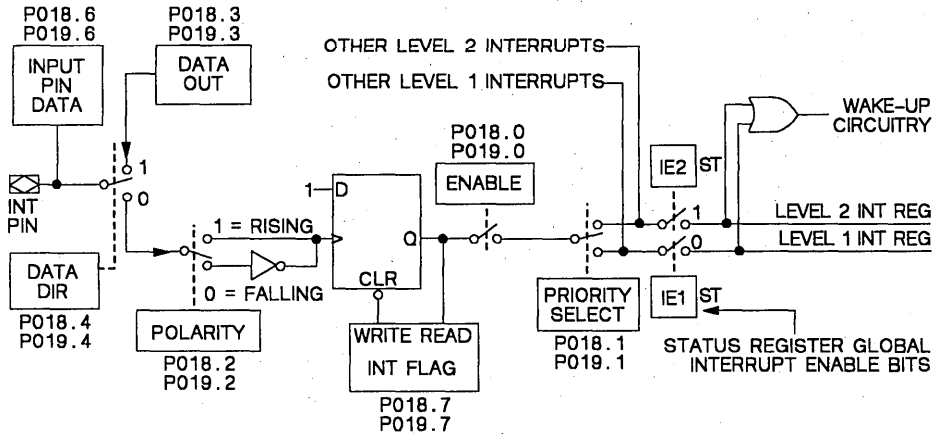 P018.6
P019.6
INPUT
PIN
DATA
P018.3
P019.3
DATA
OUT
OTHER LEVEL 2 INTERRUPTS
OTHER LEVEL 1 INTERRUPTS
WAKE-UP
CIRCUITRY
P018.0
P019.0
ENABLE
IE2 ST
1
0
INT
PIN
1 D
Q
CLR
1 = RISING
0 = FALLING
1
0
LEVEL 2 INT REG
LEVEL 1 INT REG
DATA
DIR
P018.4
P019.4
POLARITY
P018.2
P019.2
WRITE READ
INT FLAG
P018.7
P019.7
PRIORITY
SELECT
P018.1
P019.1
IE1 ST
STATUS REGISTER GLOBAL
INTERRUPT ENABLE BITS